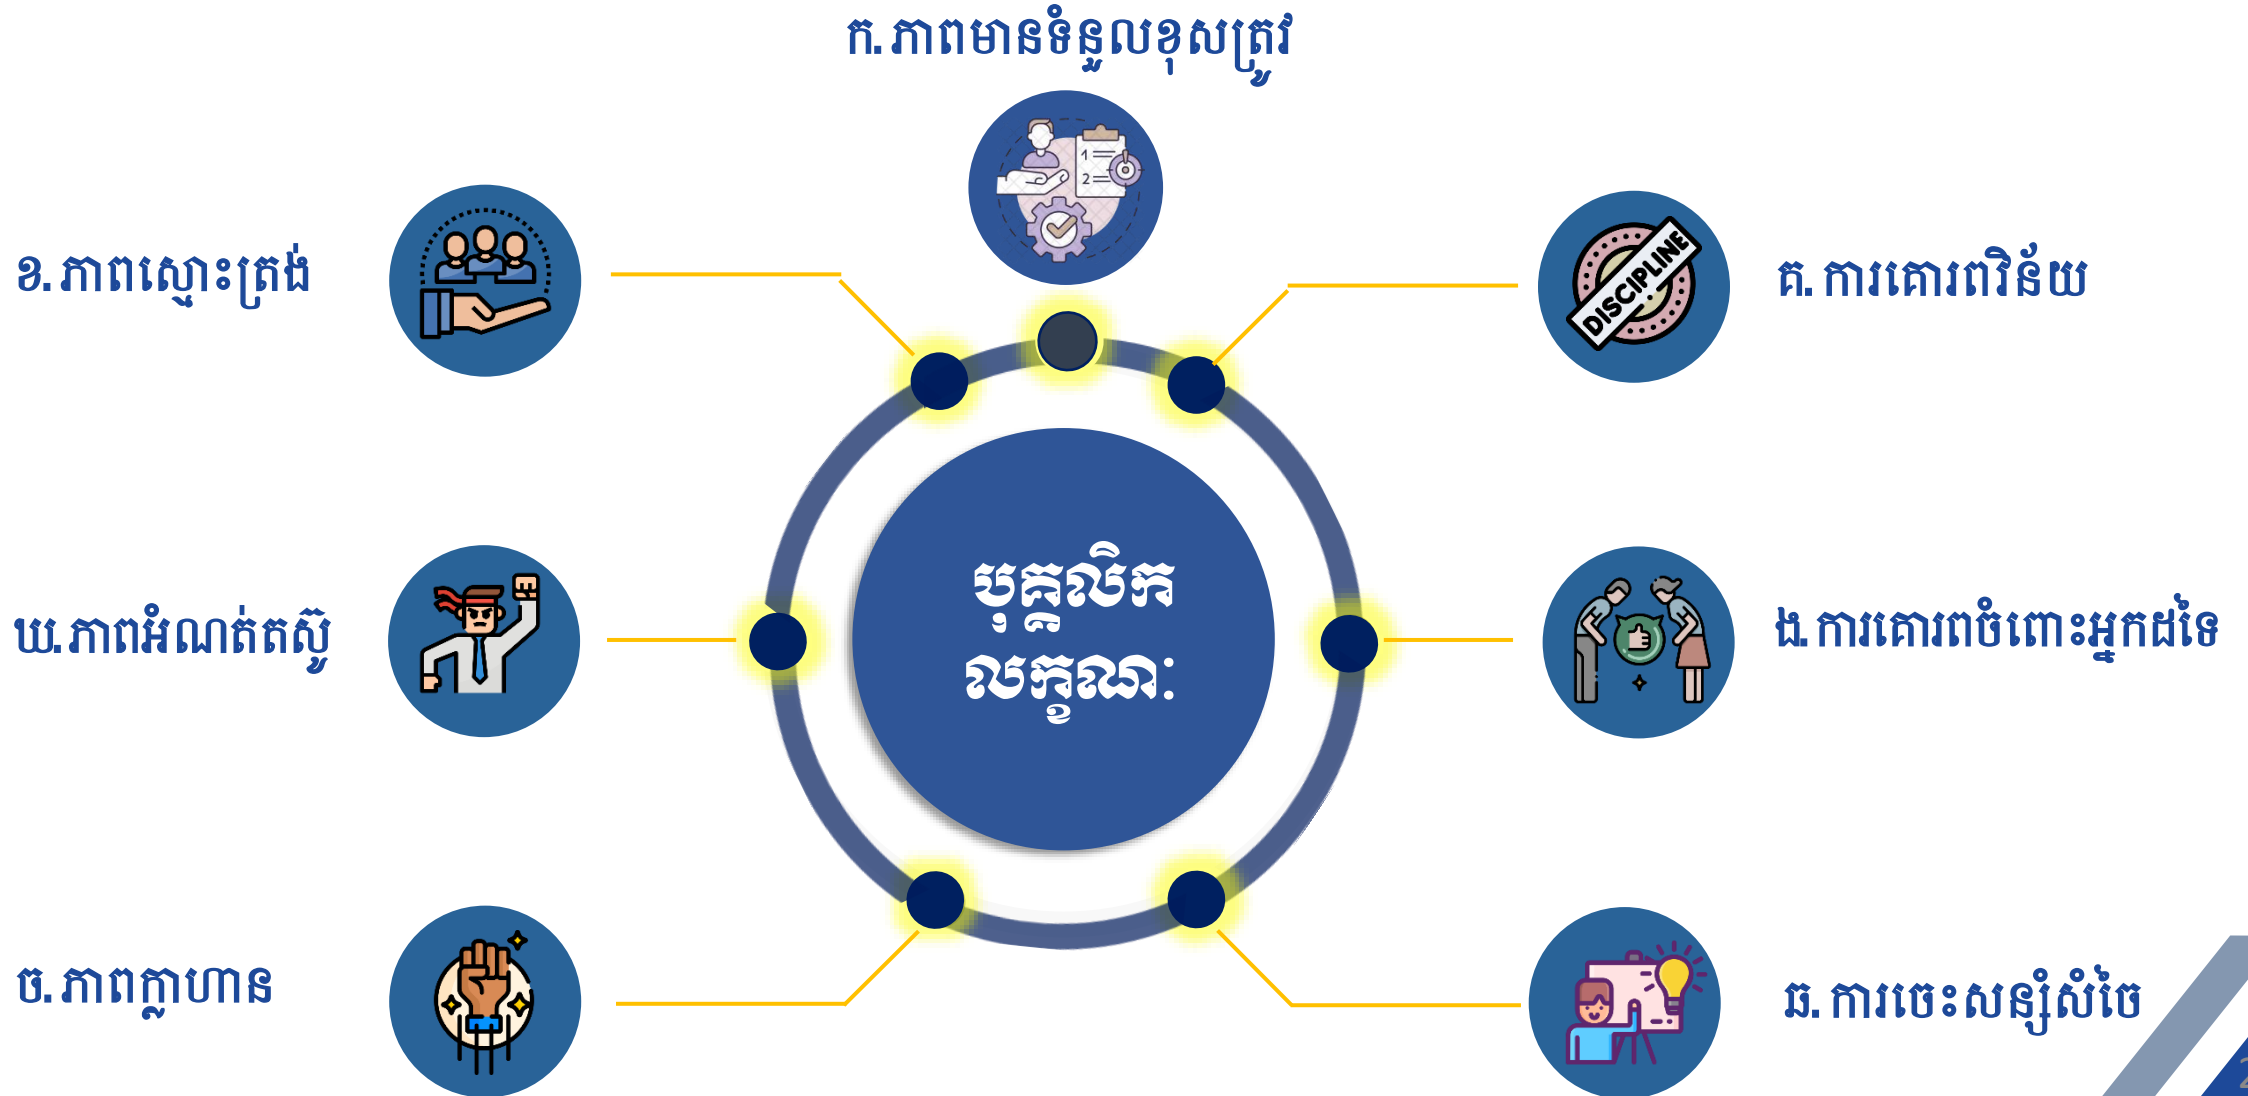 ក. ភាពមានទំនួលខុសត្រូវ
ខ. ភាពស្មោះត្រង់
DISCIPLINE
គ. ការគោរពវិន័យ
បុគ្គលិក
លក្ខណៈ
ឃ. ភាពអំណត់តស៊ូ
ង. ការគោរពចំពោះអ្នកដទៃ
ច. ភាពក្លាហាន
ឆ. ការចេះសន្សំសំចៃ
1
2
2